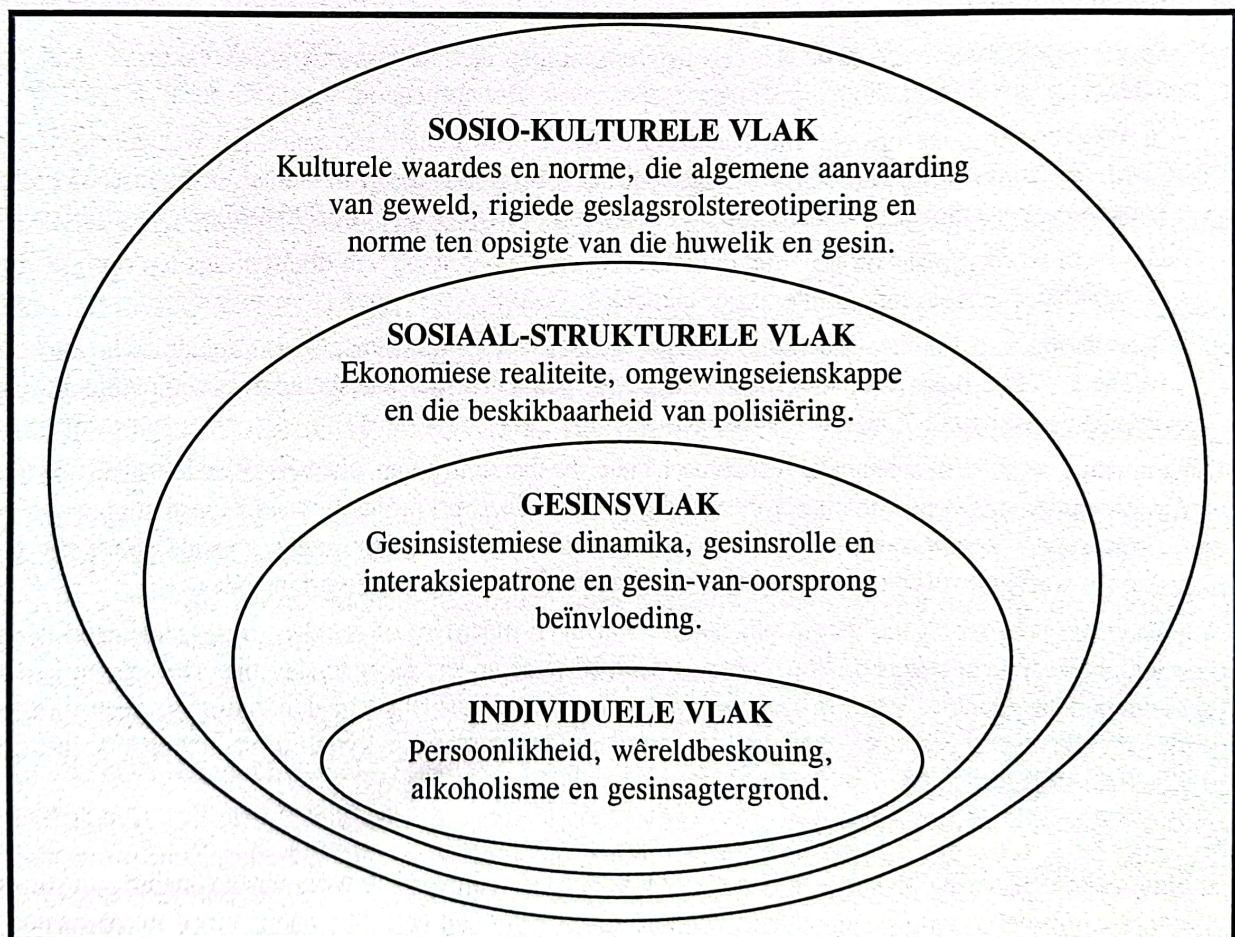 SOSIO-KULTURELE VLAK
Kulturele waardes en norme, die algemene aanvaarding
van geweld, rigiede geslagsrolstereotipering en
norme ten opsigte van die huwelik en gesin.
SOSIAAL-STRUKTURELE VLAK
Ekonomiese realiteite, omgewingseienskappe
en die beskikbaarheid van polisiëring.
GESINSVLAK
Gesinsistemiese dinamika, gesinsrolle en
interaksiepatrone en gesin-van-oorsprong
beïnvloeding.
INDIVIDUELE VLAK
Persoonlikheid, wêreldbeskouing,
alkoholisme en gesinsagtergrond.